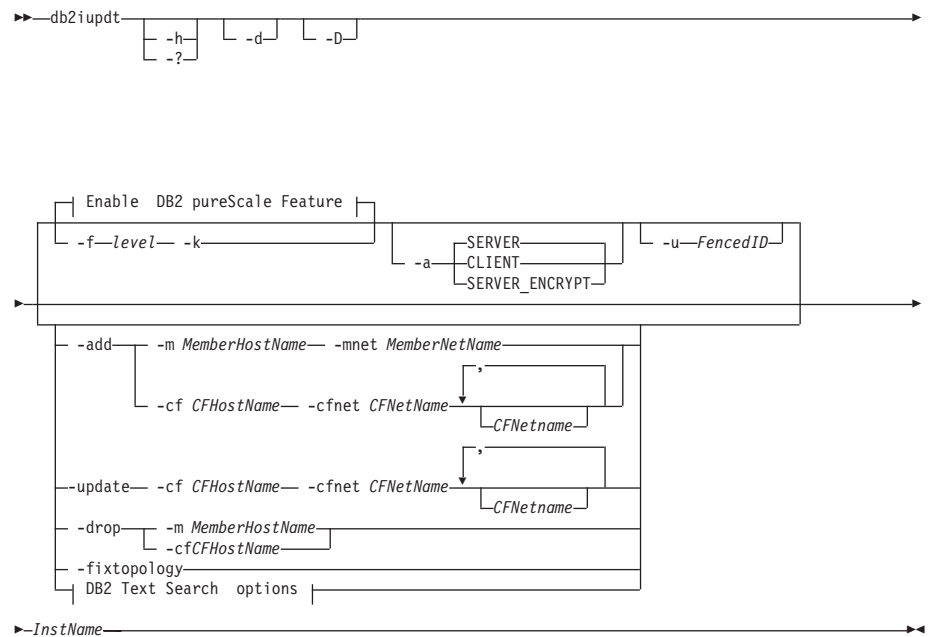 db2iupdt
-h -d -D
-?
Enable DB2 pureScale Feature
-f level -k
SERVER
-a CLIENT
SERVER_ENCRYPT
-u FencedID
-add -m MemberHostName -mnet MemberNetName
,
-cf CFHostName -cfnet CFNetName
CFNetname
,
-update -cf CFHostName -cfnet CFNetName
CFNetname
-drop -m MemberHostName
-cfCFHostName
-fixtopology
DB2 Text Search options
InstName